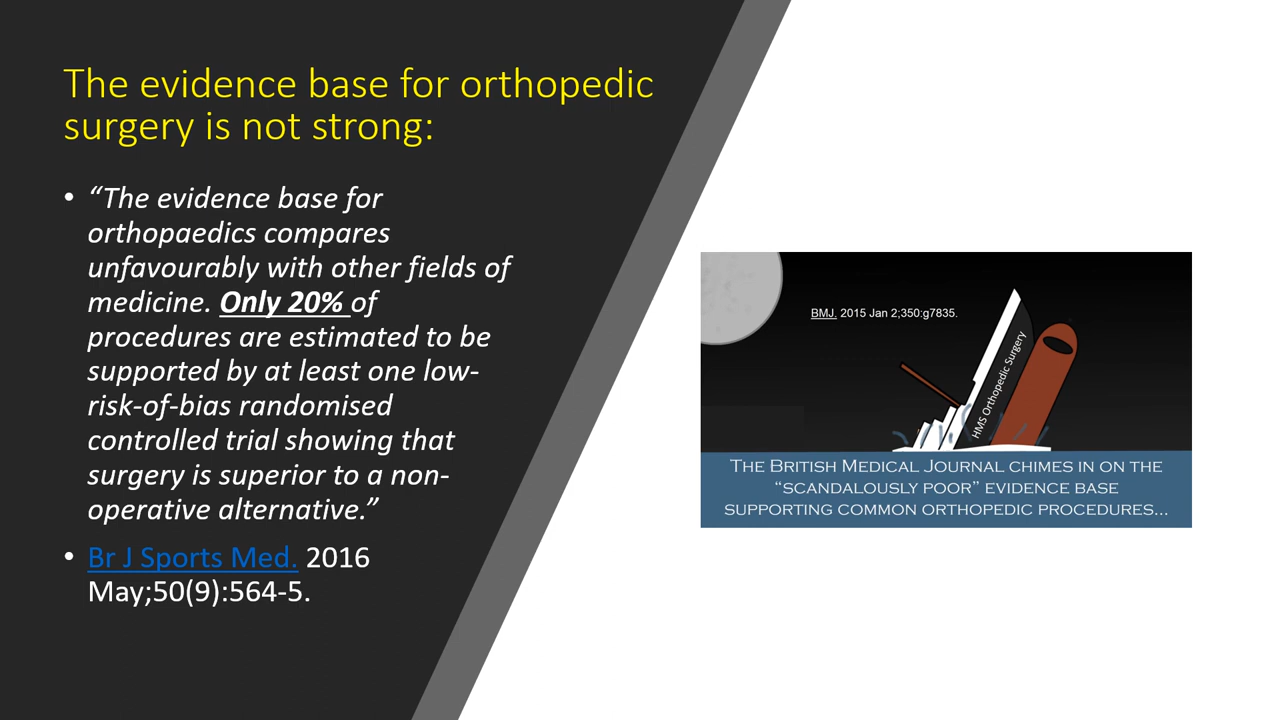 The evidence base for orthopedic
surgery is not strong:
• “The evidence base for
orthopaedics compares
unfavourably with other fields of
medicine. Only 20% of
procedures are estimated to be
supported by at least one low-
risk-of-bias randomised
controlled trial showing that
surgery is superior to a non-
operative alternative.”
• Br J Sports Med. 2016
May;50(9):564-5.
BMJ. 2015 Jan 2;350:g7835.
HMS Orthopedic Surgery
The British Medical Journal chimes in on the
“scandalously poor” evidence base
supporting common orthopedic procedures...